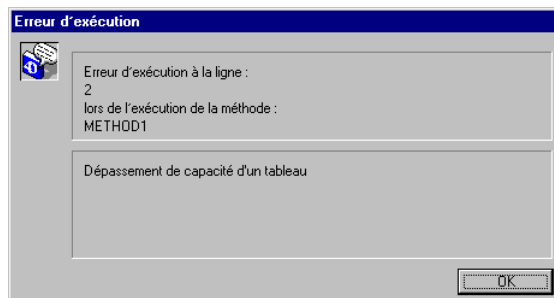 Erreur d'exécution
Erreur d'exécution à la ligne :
2
lors de l'exécution de la méthode :
METHOD1
Dépassement de capacité d'un tableau
OK